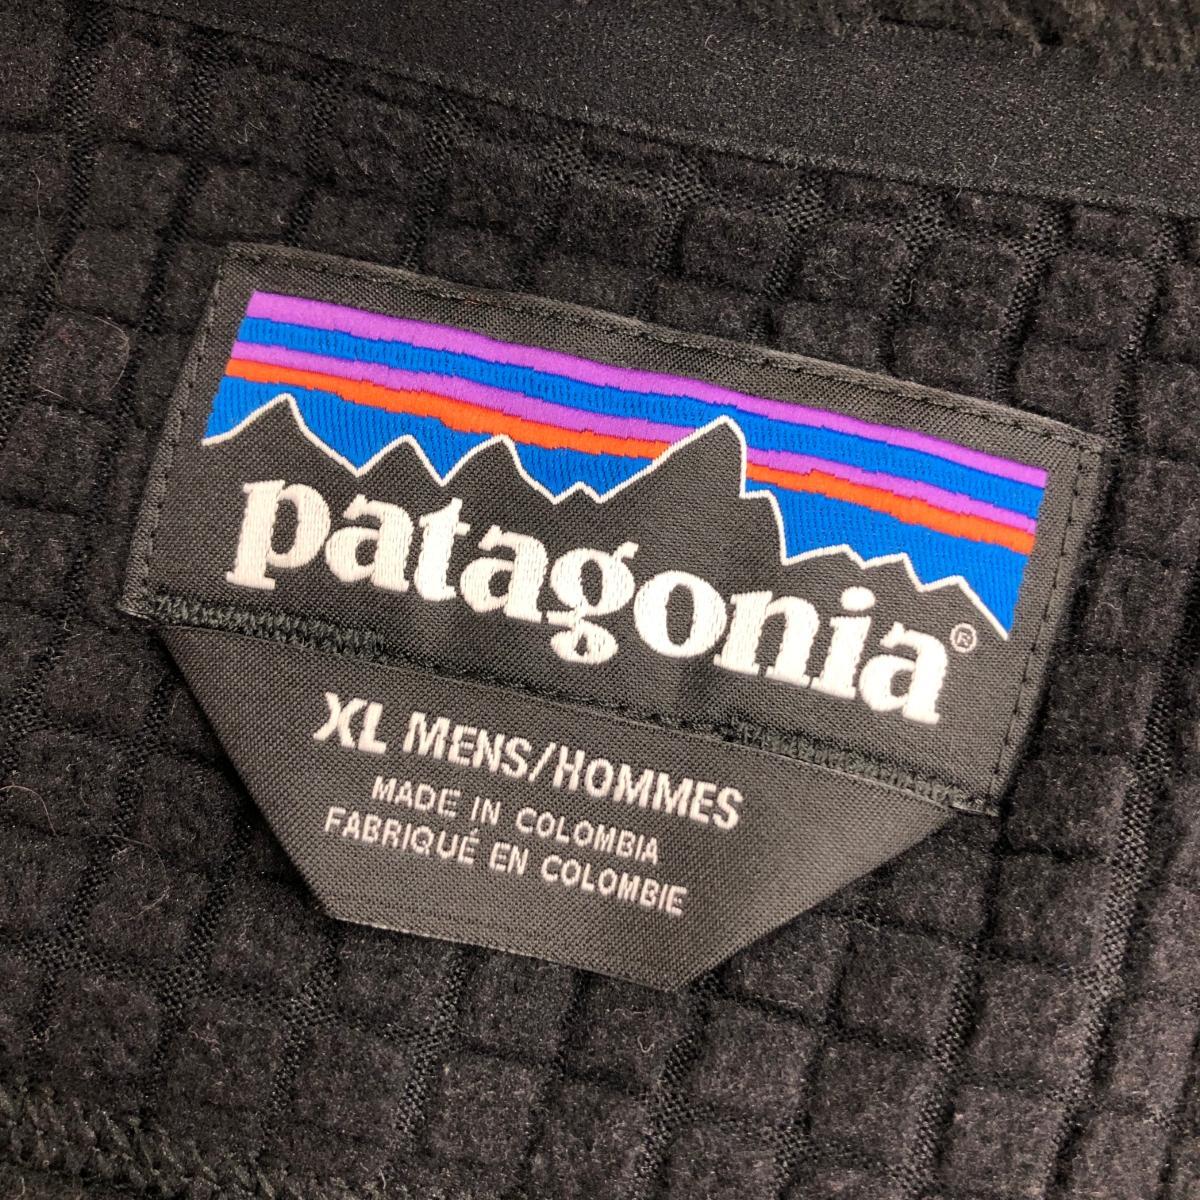 patagonia®
XL MENS/HOMMES
MADE IN COLOMBIA
FABRIQUÉ EN COLOMBIE